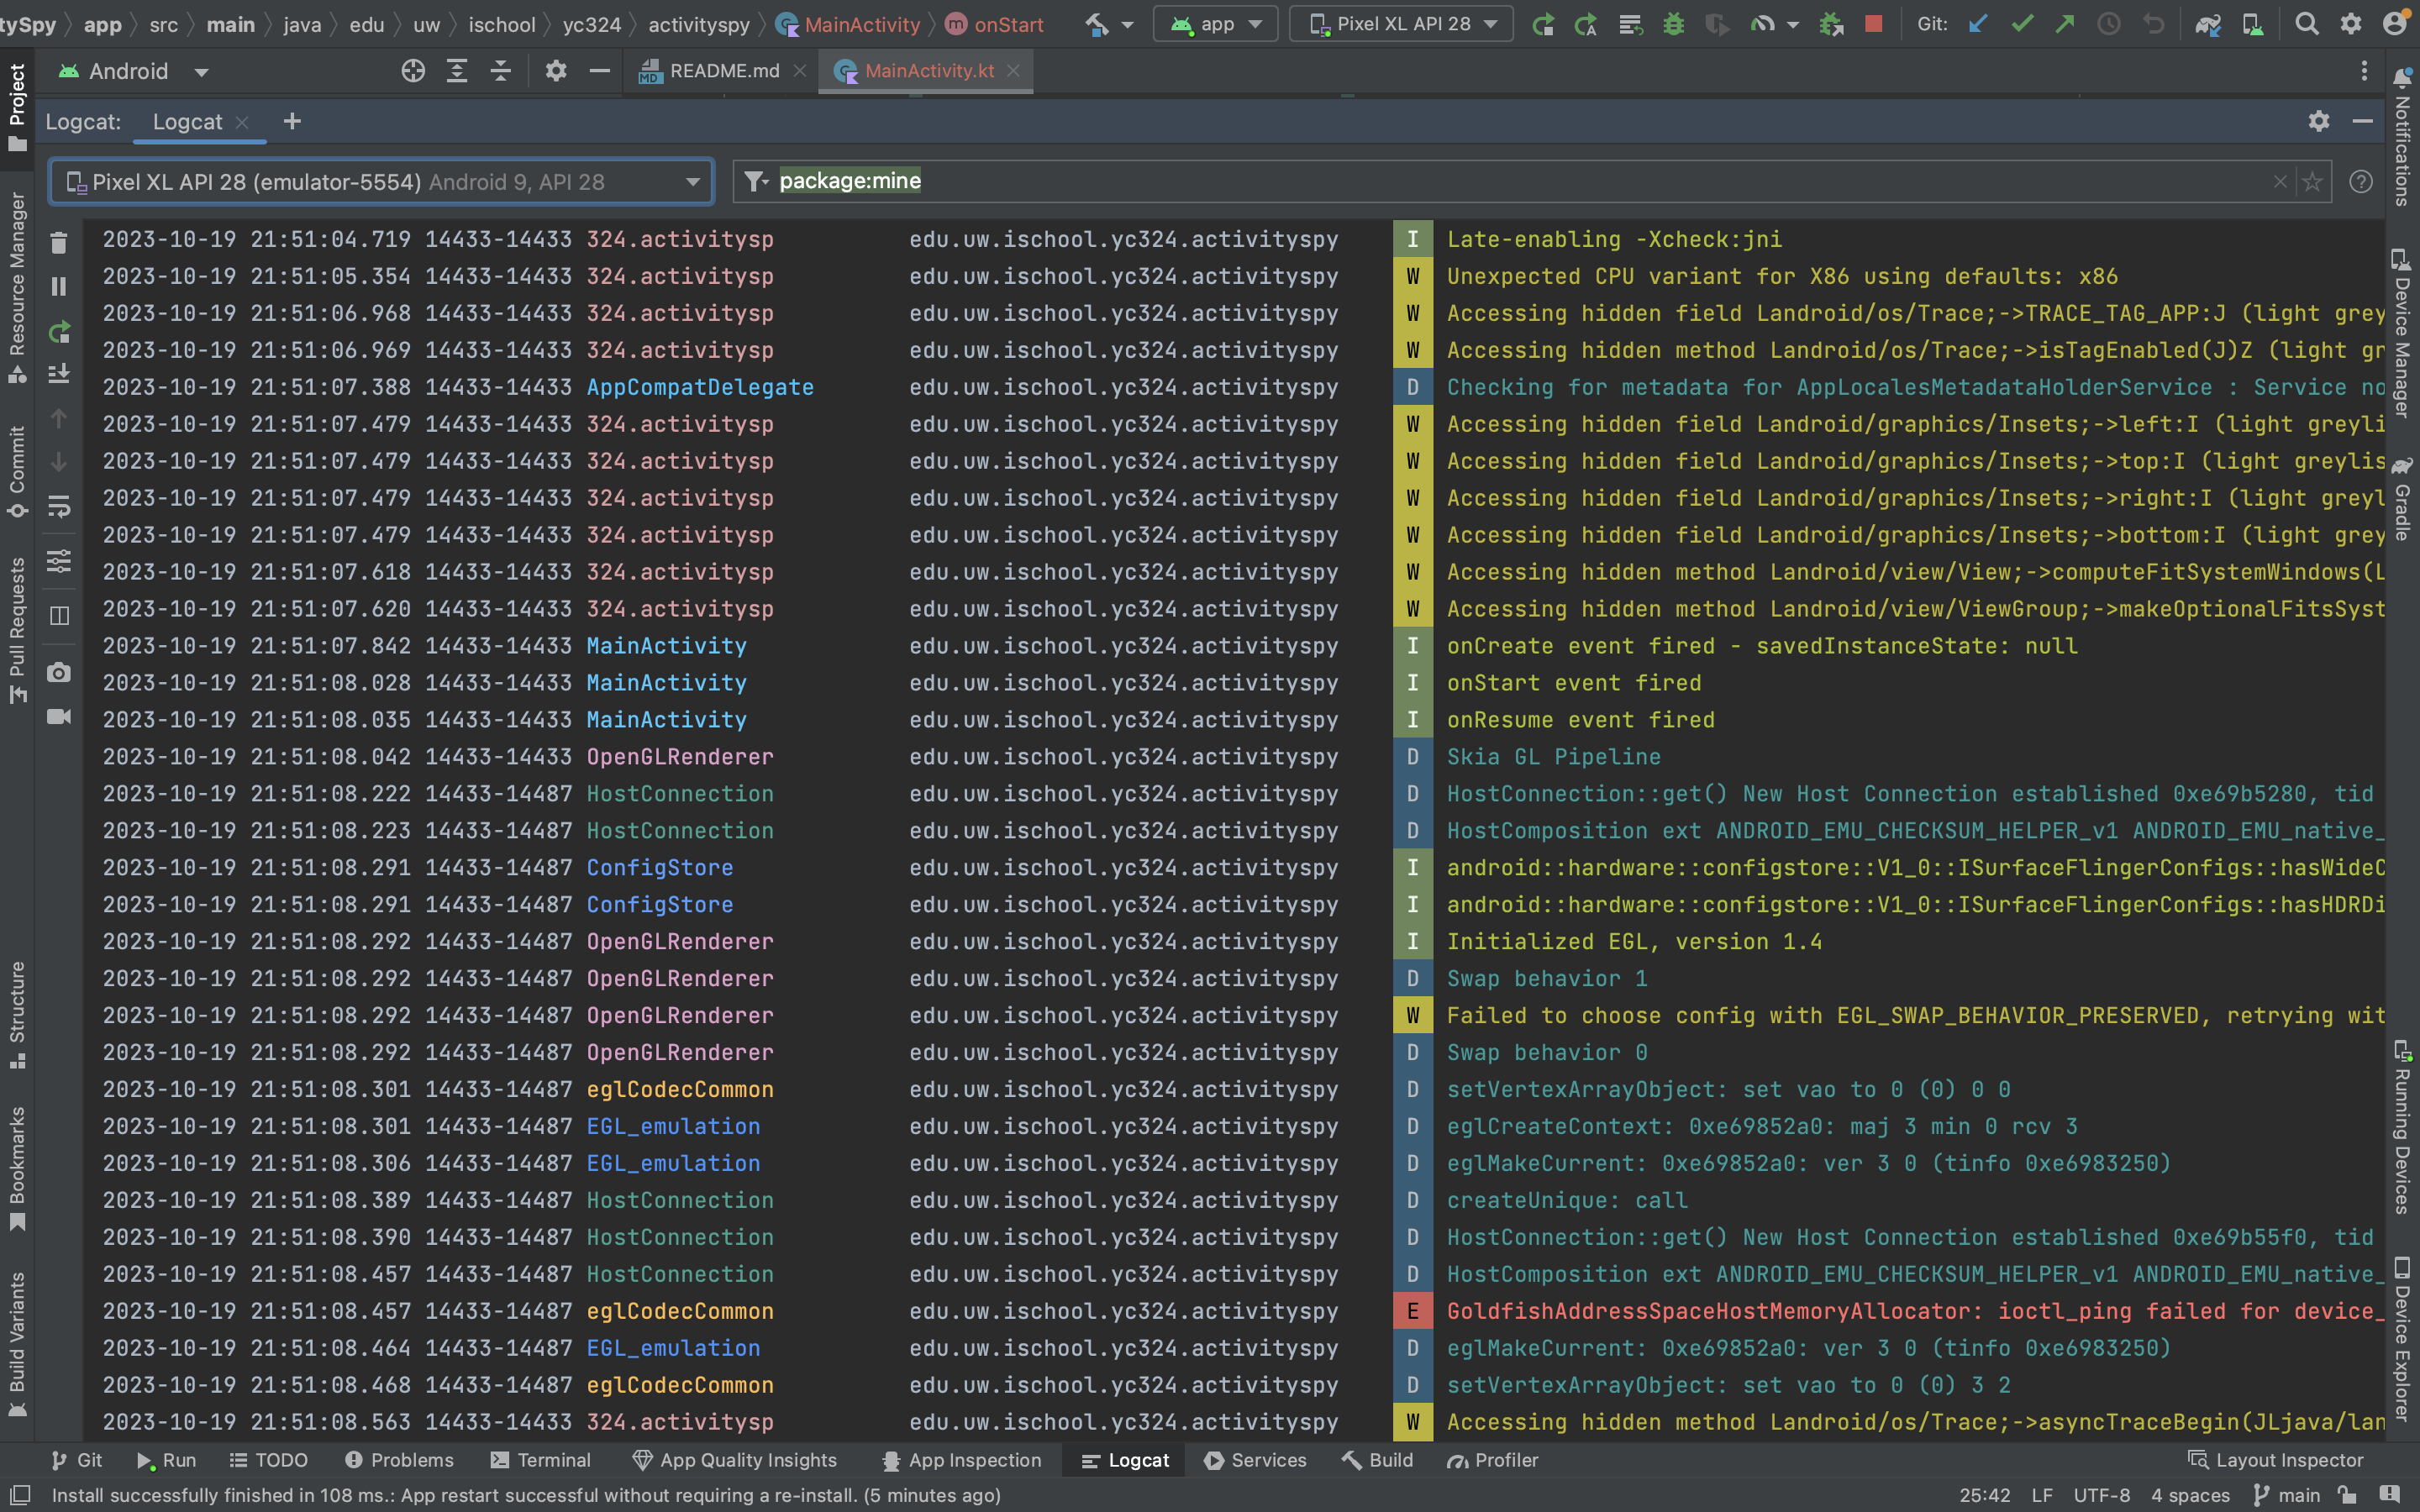 tySpy app src main java edu uw ischool yc324 activityspy MainActivity onStart app Pixel XL API 28 Git:
Android README.md MainActivity.kt
Logcat: Logcat
Pixel XL API 28 (emulator-5554) Android 9, API 28 package:mine
2023-10-19 21:51:04.719 14433-14433 324.activitysp edu.uw.ischool.yc324.activityspy I Late-enabling -Xcheck:jni
2023-10-19 21:51:05.354 14433-14433 324.activitysp edu.uw.ischool.yc324.activityspy W Unexpected CPU variant for X86 using defaults: x86
2023-10-19 21:51:06.968 14433-14433 324.activitysp edu.uw.ischool.yc324.activityspy W Accessing hidden field Landroid/os/Trace;->TRACE_TAG_APP:J (light grey
2023-10-19 21:51:06.969 14433-14433 324.activitysp edu.uw.ischool.yc324.activityspy W Accessing hidden method Landroid/os/Trace;->isTagEnabled(J)Z (light gr
2023-10-19 21:51:07.388 14433-14433 AppCompatDelegate edu.uw.ischool.yc324.activityspy D Checking for metadata for AppLocalesMetadataHolderService : Service no
2023-10-19 21:51:07.479 14433-14433 324.activitysp edu.uw.ischool.yc324.activityspy W Accessing hidden field Landroid/graphics/Insets;->left:I (light greyli
2023-10-19 21:51:07.479 14433-14433 324.activitysp edu.uw.ischool.yc324.activityspy W Accessing hidden field Landroid/graphics/Insets;->top:I (light greylis
2023-10-19 21:51:07.479 14433-14433 324.activitysp edu.uw.ischool.yc324.activityspy W Accessing hidden field Landroid/graphics/Insets;->right:I (light greyl
2023-10-19 21:51:07.479 14433-14433 324.activitysp edu.uw.ischool.yc324.activityspy W Accessing hidden field Landroid/graphics/Insets;->bottom:I (light grey
2023-10-19 21:51:07.618 14433-14433 324.activitysp edu.uw.ischool.yc324.activityspy W Accessing hidden method Landroid/view/View;->computeFitSystemWindows(L
2023-10-19 21:51:07.620 14433-14433 324.activitysp edu.uw.ischool.yc324.activityspy W Accessing hidden method Landroid/view/ViewGroup;->makeOptionalFitsSyst
2023-10-19 21:51:07.842 14433-14433 MainActivity edu.uw.ischool.yc324.activityspy I onCreate event fired - savedInstanceState: null
2023-10-19 21:51:08.028 14433-14433 MainActivity edu.uw.ischool.yc324.activityspy I onStart event fired
2023-10-19 21:51:08.035 14433-14433 MainActivity edu.uw.ischool.yc324.activityspy I onResume event fired
2023-10-19 21:51:08.042 14433-14433 OpenGLRenderer edu.uw.ischool.yc324.activityspy D Skia GL Pipeline
2023-10-19 21:51:08.222 14433-14487 HostConnection edu.uw.ischool.yc324.activityspy D HostConnection::get() New Host Connection established 0xe69b5280, tid
2023-10-19 21:51:08.223 14433-14487 HostConnection edu.uw.ischool.yc324.activityspy D HostComposition ext ANDROID_EMU_CHECKSUM_HELPER_v1 ANDROID_EMU_native_
2023-10-19 21:51:08.291 14433-14487 ConfigStore edu.uw.ischool.yc324.activityspy I android::hardware::configstore::V1_0::ISurfaceFlingerConfigs::hasWideC
2023-10-19 21:51:08.291 14433-14487 ConfigStore edu.uw.ischool.yc324.activityspy I android::hardware::configstore::V1_0::ISurfaceFlingerConfigs::hasHDRDi
2023-10-19 21:51:08.292 14433-14487 OpenGLRenderer edu.uw.ischool.yc324.activityspy I Initialized EGL, version 1.4
2023-10-19 21:51:08.292 14433-14487 OpenGLRenderer edu.uw.ischool.yc324.activityspy D Swap behavior 1
2023-10-19 21:51:08.292 14433-14487 OpenGLRenderer edu.uw.ischool.yc324.activityspy W Failed to choose config with EGL_SWAP_BEHAVIOR_PRESERVED, retrying wit
2023-10-19 21:51:08.292 14433-14487 OpenGLRenderer edu.uw.ischool.yc324.activityspy D Swap behavior 0
2023-10-19 21:51:08.301 14433-14487 eglCodecCommon edu.uw.ischool.yc324.activityspy D setVertexArrayObject: set vao to 0 (0) 0 0
2023-10-19 21:51:08.301 14433-14487 EGL_emulation edu.uw.ischool.yc324.activityspy D eglCreateContext: 0xe69852a0: maj 3 min 0 rcv 3
2023-10-19 21:51:08.306 14433-14487 EGL_emulation edu.uw.ischool.yc324.activityspy D eglMakeCurrent: 0xe69852a0: ver 3 0 (tinfo 0xe6983250)
2023-10-19 21:51:08.389 14433-14487 HostConnection edu.uw.ischool.yc324.activityspy D createUnique: call
2023-10-19 21:51:08.390 14433-14487 HostConnection edu.uw.ischool.yc324.activityspy D HostConnection::get() New Host Connection established 0xe69b55f0, tid
2023-10-19 21:51:08.457 14433-14487 HostConnection edu.uw.ischool.yc324.activityspy D HostComposition ext ANDROID_EMU_CHECKSUM_HELPER_v1 ANDROID_EMU_native_
2023-10-19 21:51:08.457 14433-14487 eglCodecCommon edu.uw.ischool.yc324.activityspy E GoldfishAddressSpaceHostMemoryAllocator: ioctl_ping failed for device_
2023-10-19 21:51:08.464 14433-14487 EGL_emulation edu.uw.ischool.yc324.activityspy D eglMakeCurrent: 0xe69852a0: ver 3 0 (tinfo 0xe6983250)
2023-10-19 21:51:08.468 14433-14487 eglCodecCommon edu.uw.ischool.yc324.activityspy D setVertexArrayObject: set vao to 0 (0) 3 2
2023-10-19 21:51:08.563 14433-14433 324.activitysp edu.uw.ischool.yc324.activityspy W Accessing hidden method Landroid/os/Trace;->asyncTraceBegin(JLjava/lan
Project
Resource Manager
Commit
Pull Requests
Structure
Bookmarks
Build Variants
Notifications
Device Manager
Gradle
Running Devices
Device Explorer
Git Run TODO Problems Terminal App Quality Insights App Inspection Logcat Services Build Profiler Layout Inspector
Install successfully finished in 108 ms.: App restart successful without requiring a re-install. (5 minutes ago) 25:42 LF UTF-8 4 spaces main